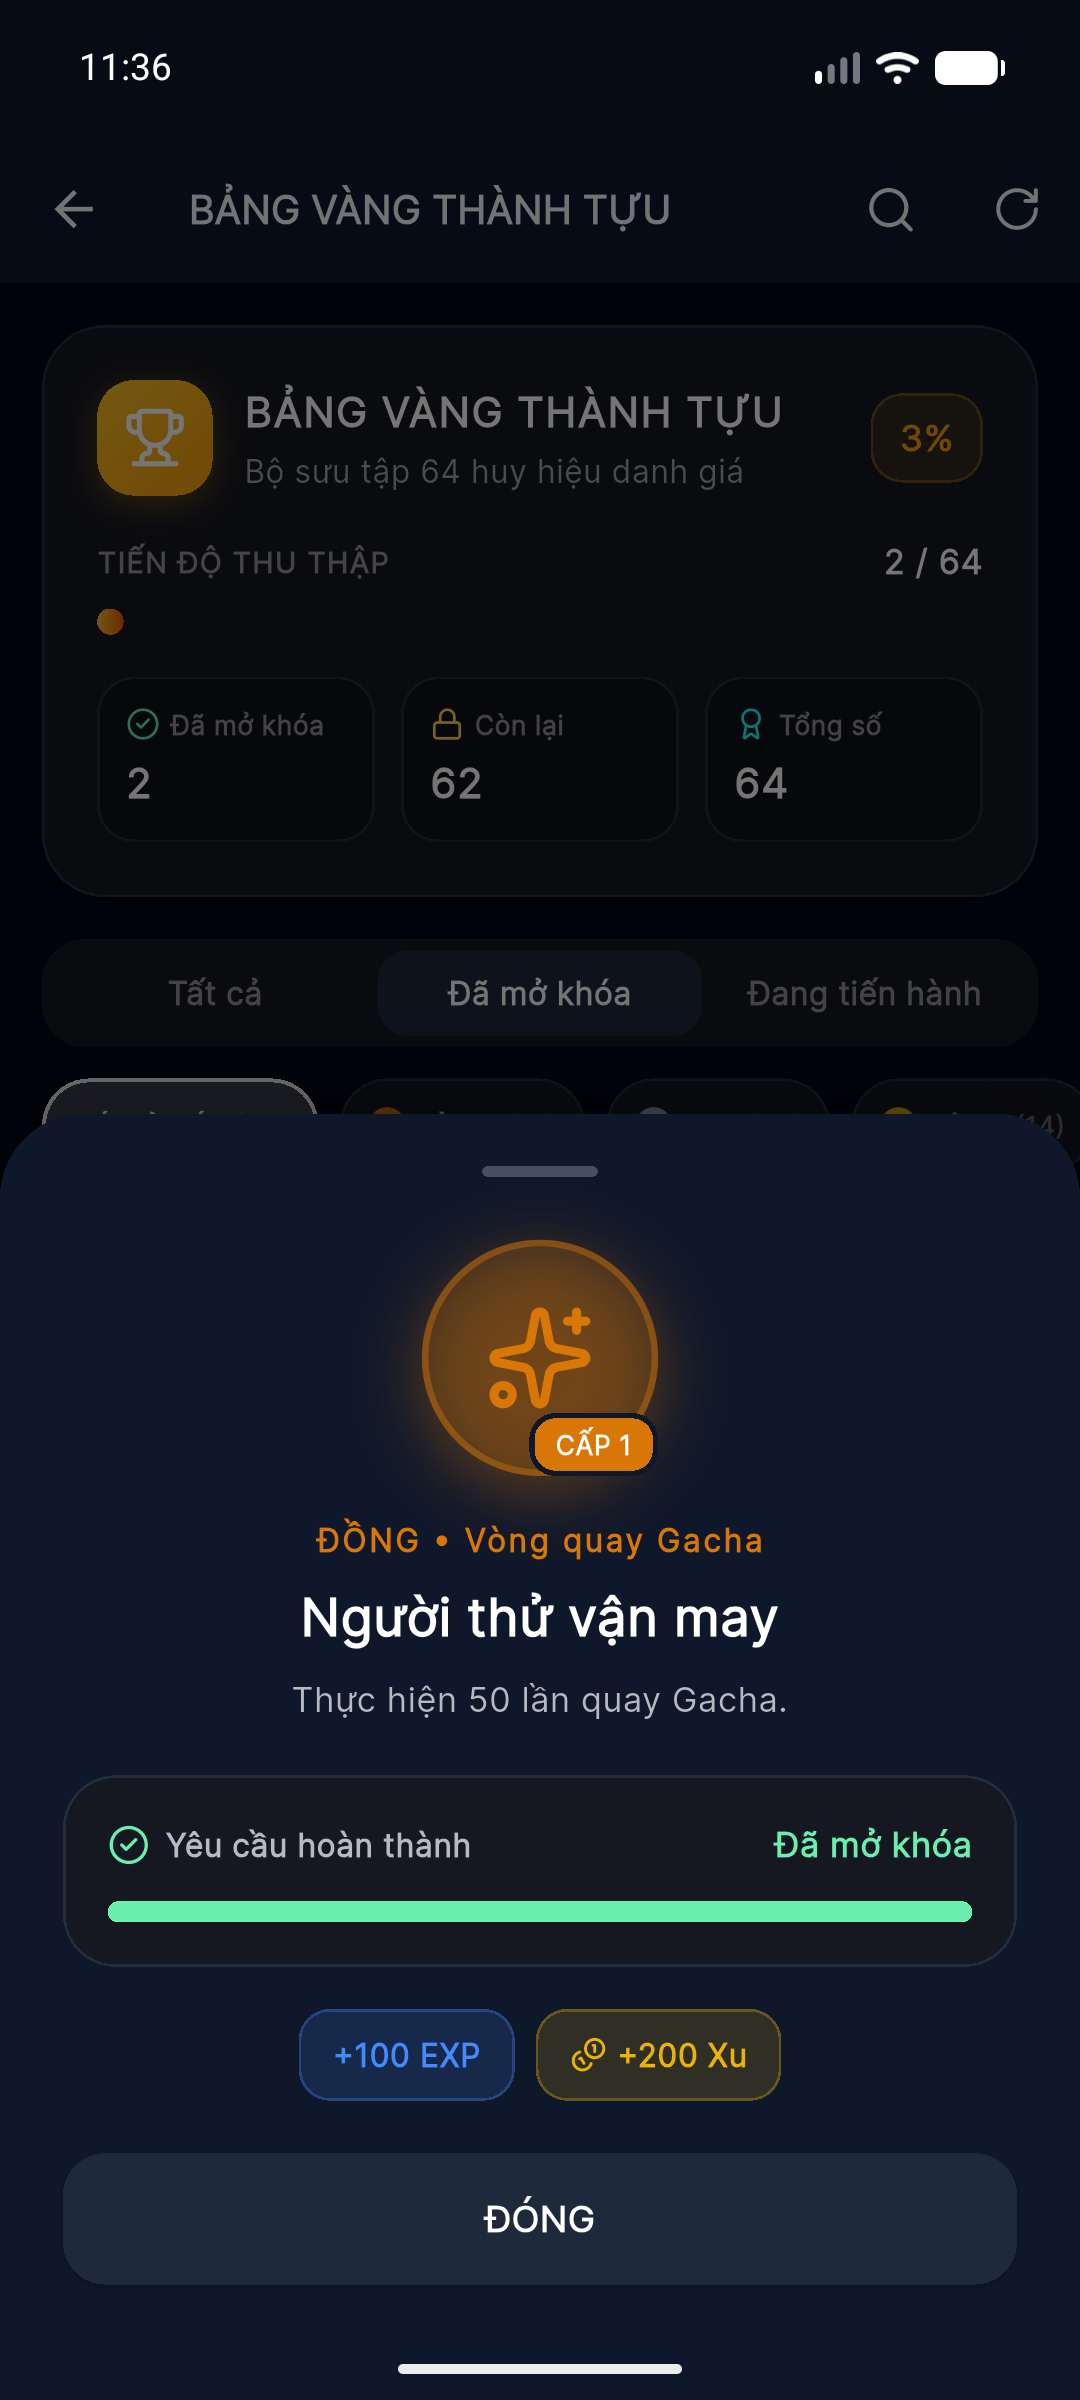 11:36
BẢNG VÀNG THÀNH TỰU
BẢNG VÀNG THÀNH TỰU
3%
Bộ sưu tập 64 huy hiệu danh giá
TIẾN ĐỘ THU THẬP
2 / 64
Đã mở khóa
2
Còn lại
62
Tổng số
64
Tất cả
Đã mở khóa
Đang tiến hành
CẤP 1
ĐỒNG • Vòng quay Gacha
Người thử vận may
Thực hiện 50 lần quay Gacha.
Yêu cầu hoàn thành
Đã mở khóa
+100 EXP
+200 Xu
ĐÓNG